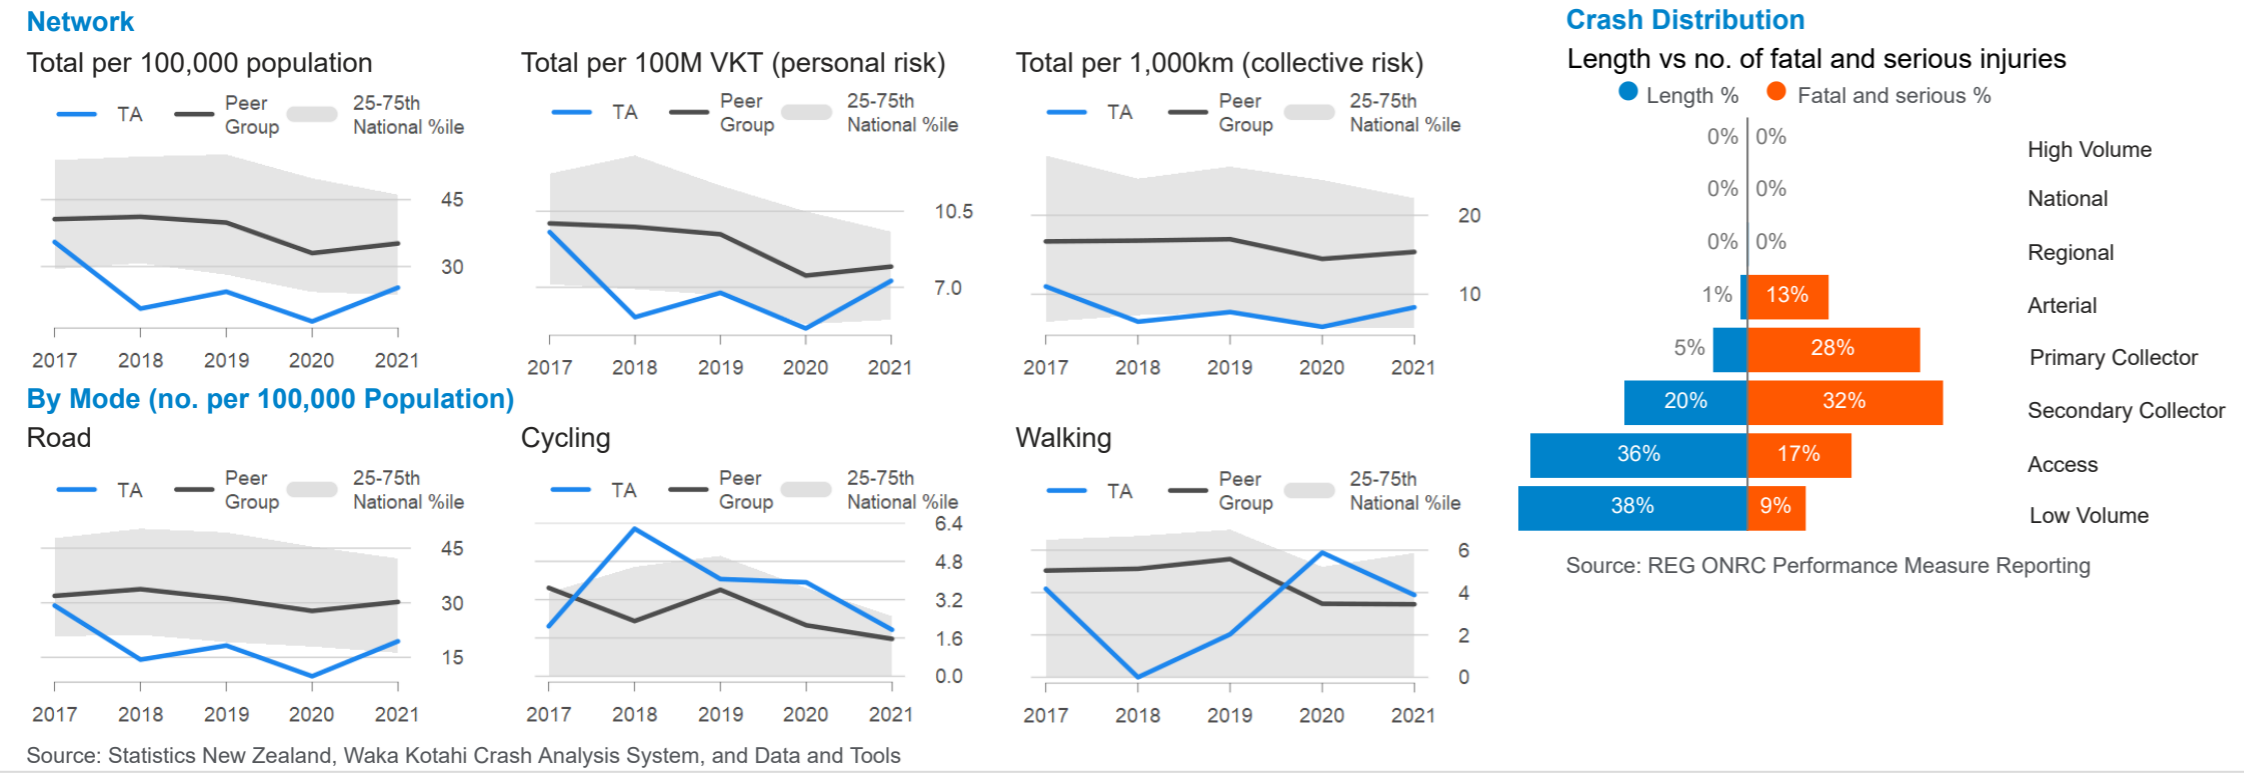 Network
Total per 100,000 population
TA
Peer Group
25-75th National %ile
45
30
2017 2018 2019 2020 2021
Total per 100M VKT (personal risk)
TA
Peer Group
25-75th National %ile
10.5
7.0
2017 2018 2019 2020 2021
Total per 1,000km (collective risk)
TA
Peer Group
25-75th National %ile
20
10
2017 2018 2019 2020 2021
By Mode (no. per 100,000 Population)
Road
TA
Peer Group
25-75th National %ile
45
30
15
2017 2018 2019 2020 2021
Cycling
TA
Peer Group
25-75th National %ile
6.4
4.8
3.2
1.6
0.0
2017 2018 2019 2020 2021
Walking
TA
Peer Group
25-75th National %ile
6
4
2
0
2017 2018 2019 2020 2021
Source: Statistics New Zealand, Waka Kotahi Crash Analysis System, and Data and Tools
Crash Distribution
Length vs no. of fatal and serious injuries
Length % Fatal and serious %
0% 0% High Volume
0% 0% National
0% 0% Regional
1% 13% Arterial
5% 28% Primary Collector
20% 32% Secondary Collector
36% 17% Access
38% 9% Low Volume
Source: REG ONRC Performance Measure Reporting